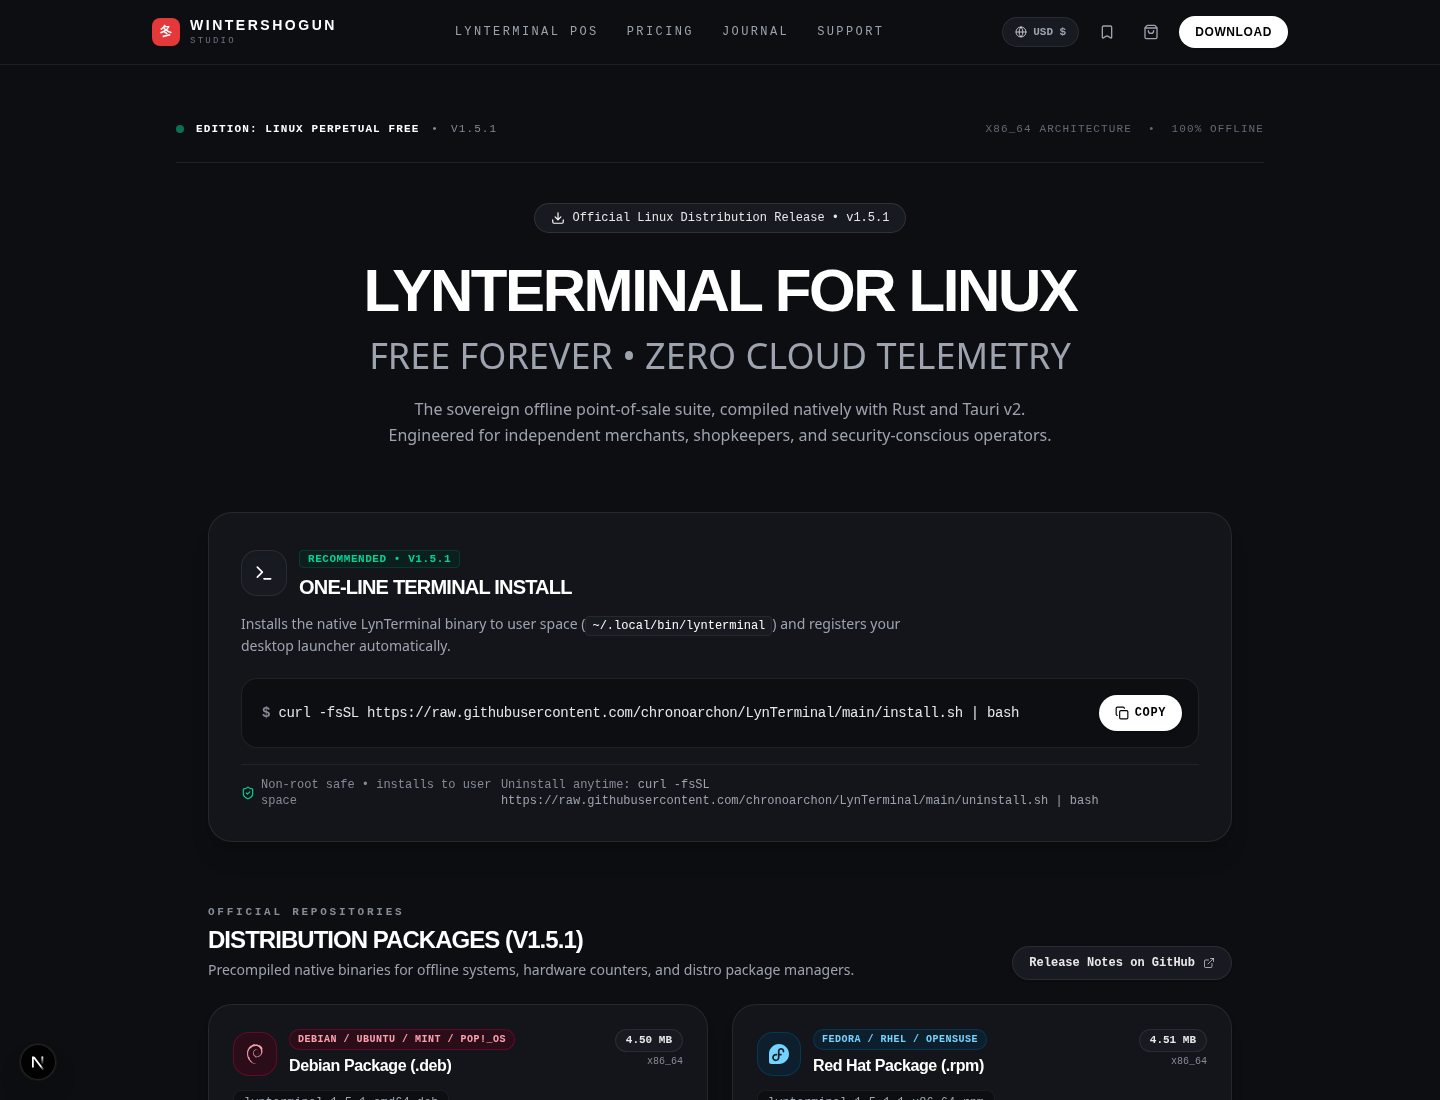 冬
WINTERSHOGUN
STUDIO
LYNTERMINAL POS
PRICING
JOURNAL
SUPPORT
USD $
DOWNLOAD
EDITION: LINUX PERPETUAL FREE • V1.5.1
X86_64 ARCHITECTURE • 100% OFFLINE
Official Linux Distribution Release • v1.5.1
LYNTERMINAL FOR LINUX
FREE FOREVER • ZERO CLOUD TELEMETRY
The sovereign offline point-of-sale suite, compiled natively with Rust and Tauri v2.
Engineered for independent merchants, shopkeepers, and security-conscious operators.
RECOMMENDED • V1.5.1
ONE-LINE TERMINAL INSTALL
Installs the native LynTerminal binary to user space (~/.local/bin/lynterminal) and registers your
desktop launcher automatically.
$ curl -fsSL https://raw.githubusercontent.com/chronoarchon/LynTerminal/main/install.sh | bash
COPY
Non-root safe • installs to user
space
Uninstall anytime: curl -fsSL
https://raw.githubusercontent.com/chronoarchon/LynTerminal/main/uninstall.sh | bash
OFFICIAL REPOSITORIES
DISTRIBUTION PACKAGES (V1.5.1)
Precompiled native binaries for offline systems, hardware counters, and distro package managers.
Release Notes on GitHub
DEBIAN / UBUNTU / MINT / POP!_OS
Debian Package (.deb)
4.50 MB
x86_64
FEDORA / RHEL / OPENSUSE
Red Hat Package (.rpm)
4.51 MB
x86_64
N